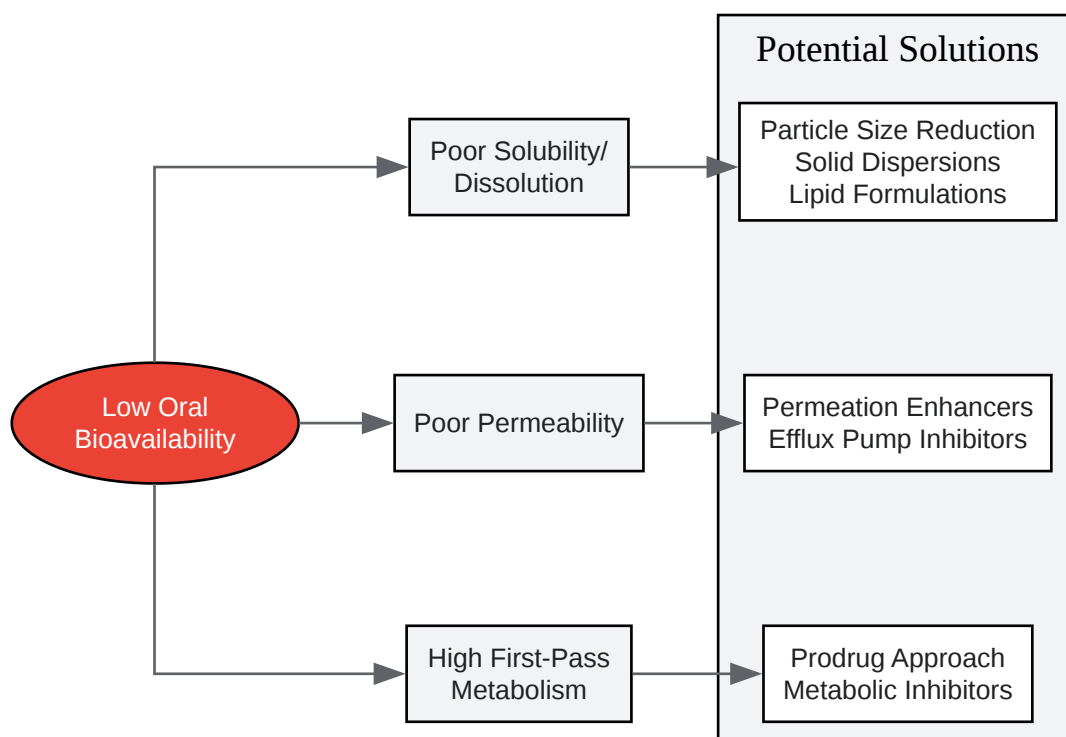 Potential Solutions
Poor Solubility/
Dissolution
Particle Size Reduction
Solid Dispersions
Lipid Formulations
Low Oral
Bioavailability
Poor Permeability
Permeation Enhancers
Efflux Pump Inhibitors
High First-Pass
Metabolism
Prodrug Approach
Metabolic Inhibitors